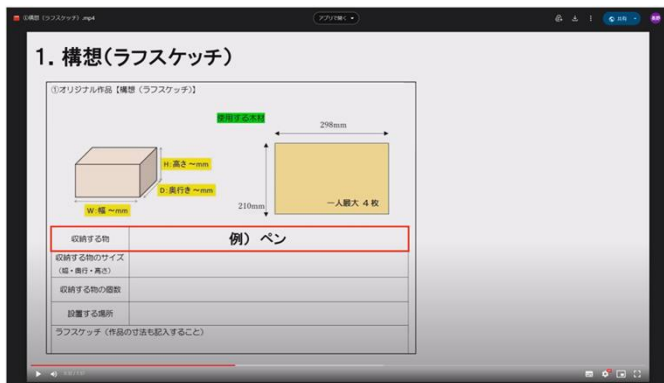 ①構想(ラフスケッチ).mp4
アプリで開く
共有
1. 構想(ラフスケッチ)
①オリジナル作品【構想（ラフスケッチ)】
使用する木材
298mm
H:高さ～mm
D:奥行き～mm
W:幅～mm
210mm
一人最大 4 枚
収納する物
例） ペン
収納する物のサイズ
(幅・奥行・高さ)
収納する物の個数
設置する場所
ラフスケッチ（作品の寸法も記入すること）